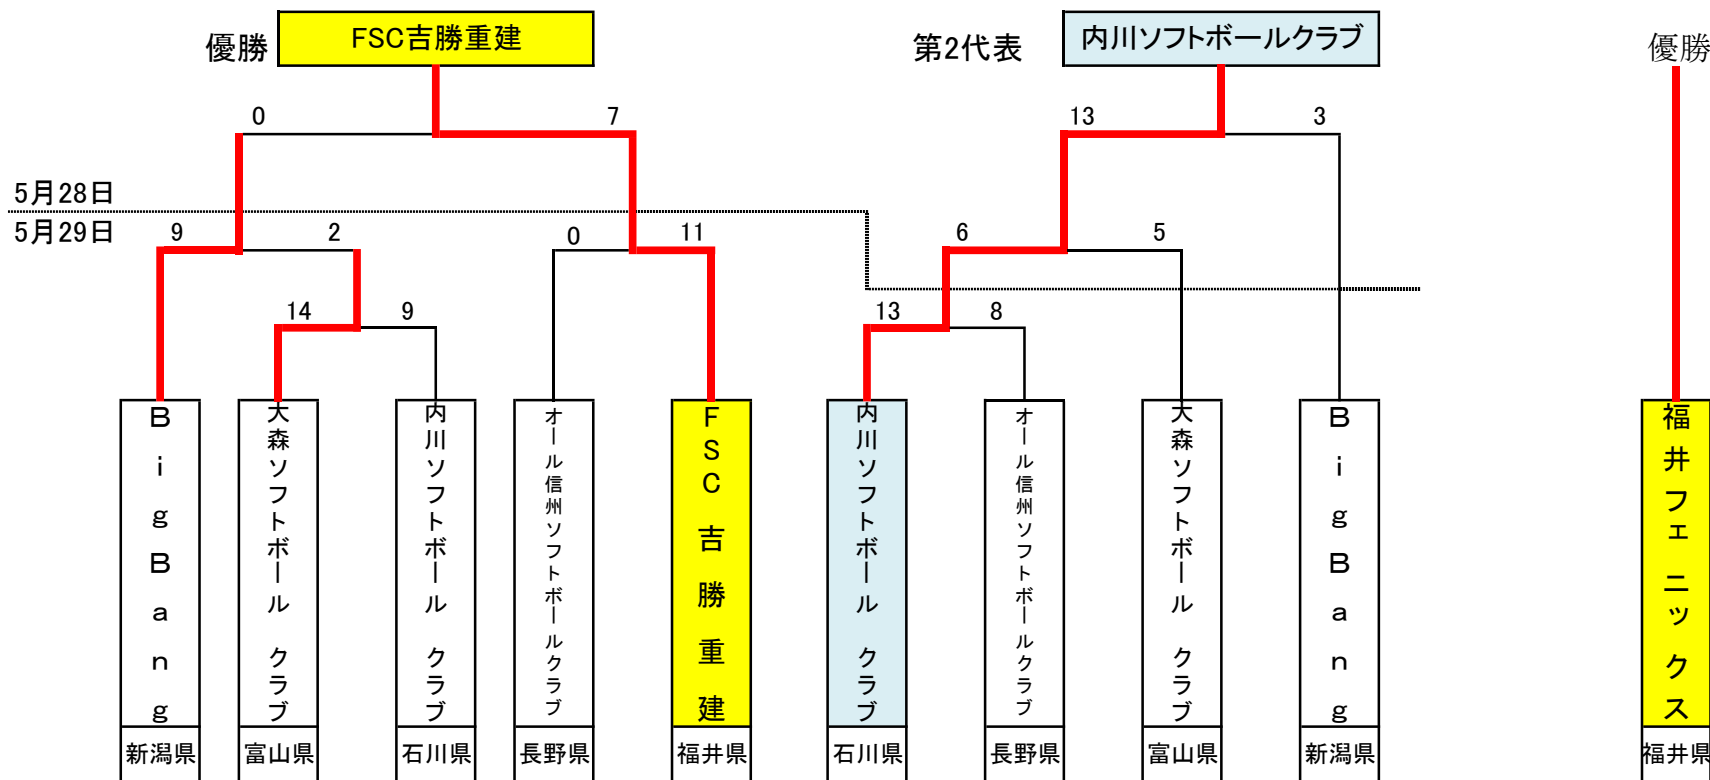 優勝
FSC吉勝重建
第2代表
内川ソフトボールクラブ
優勝
0
7
13
3
5月28日
5月29日
9
2
0
11
6
5
14
9
13
8
BigBang
大森ソフトボール クラブ
内川ソフトボール クラブ
オール信州ソフトボールクラブ
FSC吉勝重建
内川ソフトボール クラブ
オール信州ソフトボールクラブ
大森ソフトボール クラブ
BigBang
福井フェニックス
新潟県
富山県
石川県
長野県
福井県
石川県
長野県
富山県
新潟県
福井県